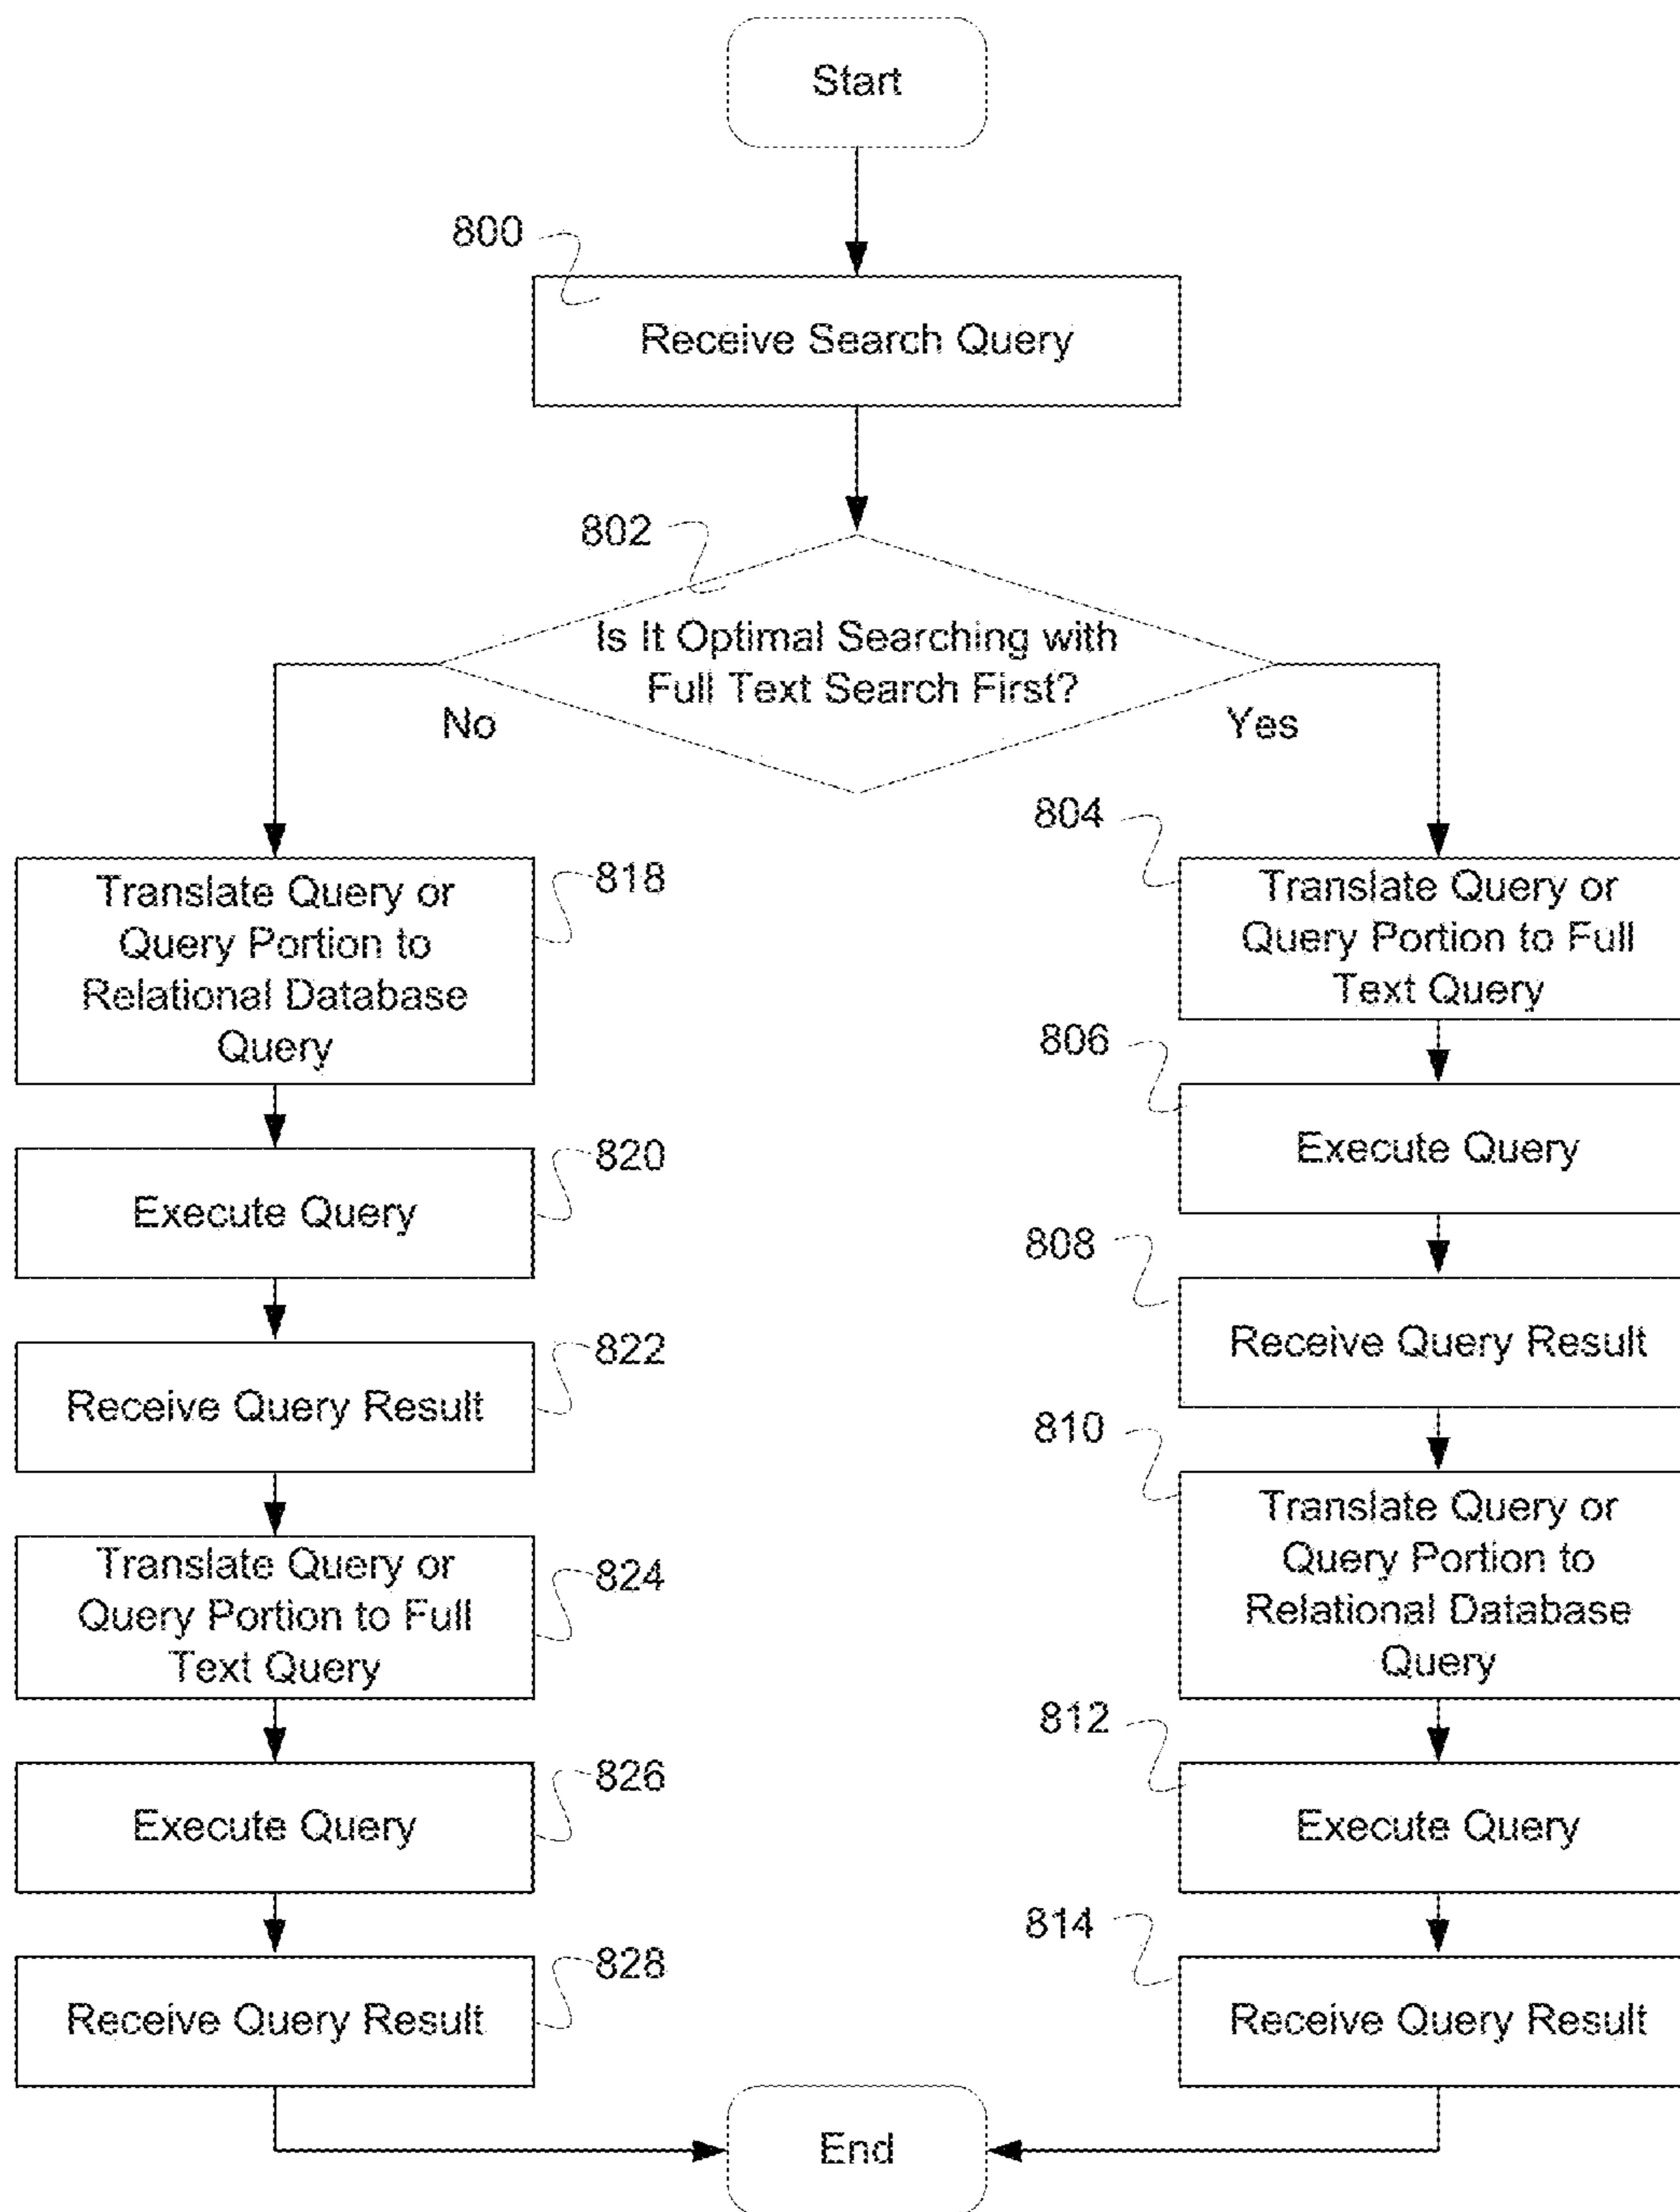 Start
800
Receive Search Query
802
Is It Optimal Searching with
Full Text Search First?
No
Yes
818
Translate Query or
Query Portion to
Relational Database
Query
820
Execute Query
822
Receive Query Result
824
Translate Query or
Query Portion to Full
Text Query
826
Execute Query
828
Receive Query Result
804
Translate Query or
Query Portion to Full
Text Query
806
Execute Query
808
Receive Query Result
810
Translate Query or
Query Portion to
Relational Database
Query
812
Execute Query
814
Receive Query Result
End